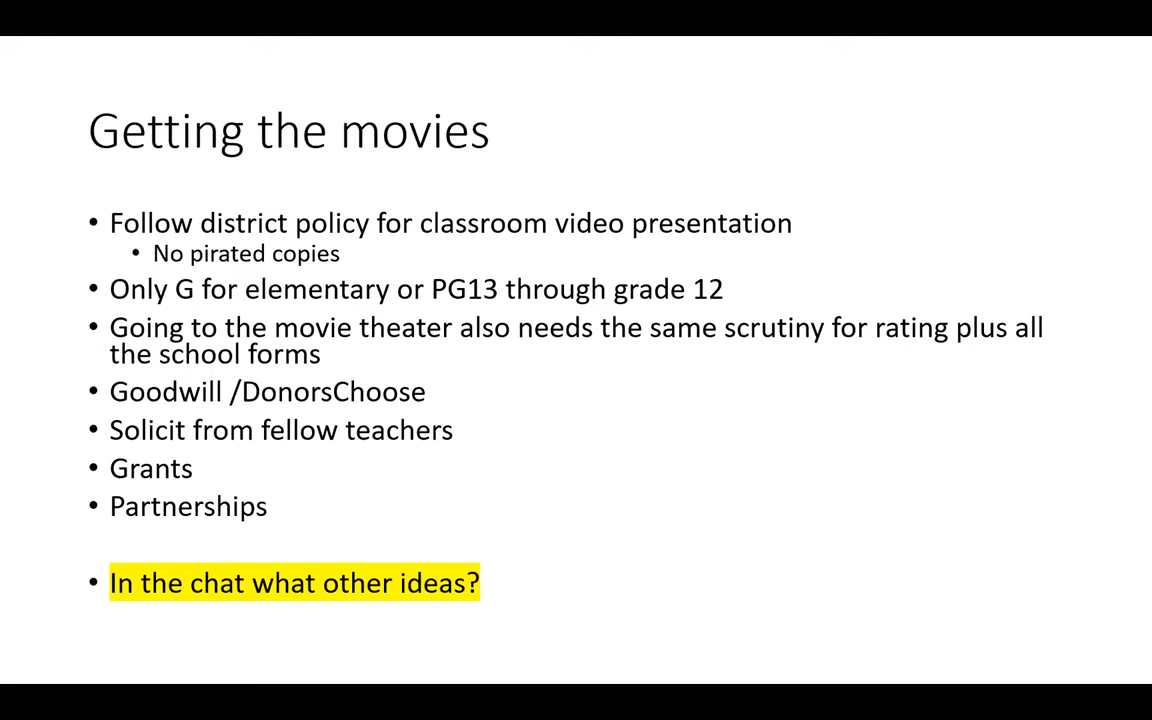 Getting the movies
• Follow district policy for classroom video presentation
• No pirated copies
• Only G for elementary or PG13 through grade 12
• Going to the movie theater also needs the same scrutiny for rating plus all
the school forms
• Goodwill /DonorsChoose
• Solicit from fellow teachers
• Grants
• Partnerships
• In the chat what other ideas?